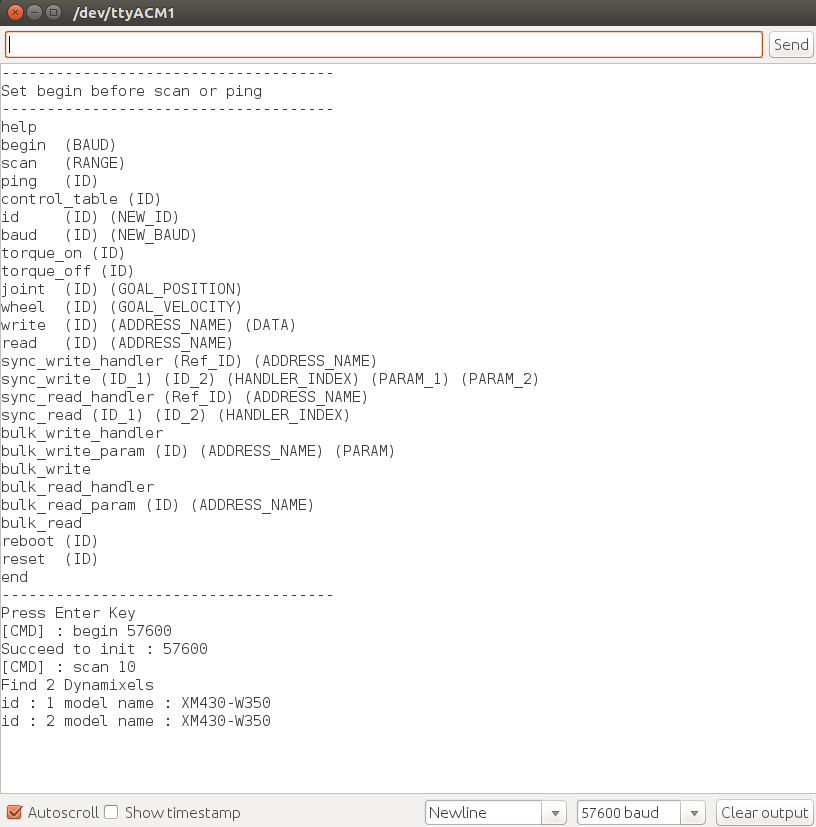 /dev/ttyACM1
Send
-------------------------------------
Set begin before scan or ping
-------------------------------------
help
begin  (BAUD)
scan   (RANGE)
ping   (ID)
control_table (ID)
id     (ID) (NEW_ID)
baud   (ID) (NEW_BAUD)
torque_on (ID)
torque_off (ID)
joint  (ID) (GOAL_POSITION)
wheel  (ID) (GOAL_VELOCITY)
write  (ID) (ADDRESS_NAME) (DATA)
read   (ID) (ADDRESS_NAME)
sync_write_handler (Ref_ID) (ADDRESS_NAME)
sync_write (ID_1) (ID_2) (HANDLER_INDEX) (PARAM_1) (PARAM_2)
sync_read_handler (Ref_ID) (ADDRESS_NAME)
sync_read (ID_1) (ID_2) (HANDLER_INDEX)
bulk_write_handler
bulk_write_param (ID) (ADDRESS_NAME) (PARAM)
bulk_write
bulk_read_handler
bulk_read_param (ID) (ADDRESS_NAME)
bulk_read
reboot (ID)
reset  (ID)
end
-------------------------------------
Press Enter Key
[CMD] : begin 57600
Succeed to init : 57600
[CMD] : scan 10
Find 2 Dynamixels
id : 1 model name : XM430-W350
id : 2 model name : XM430-W350
Autoscroll Show timestamp Newline 57600 baud Clear output